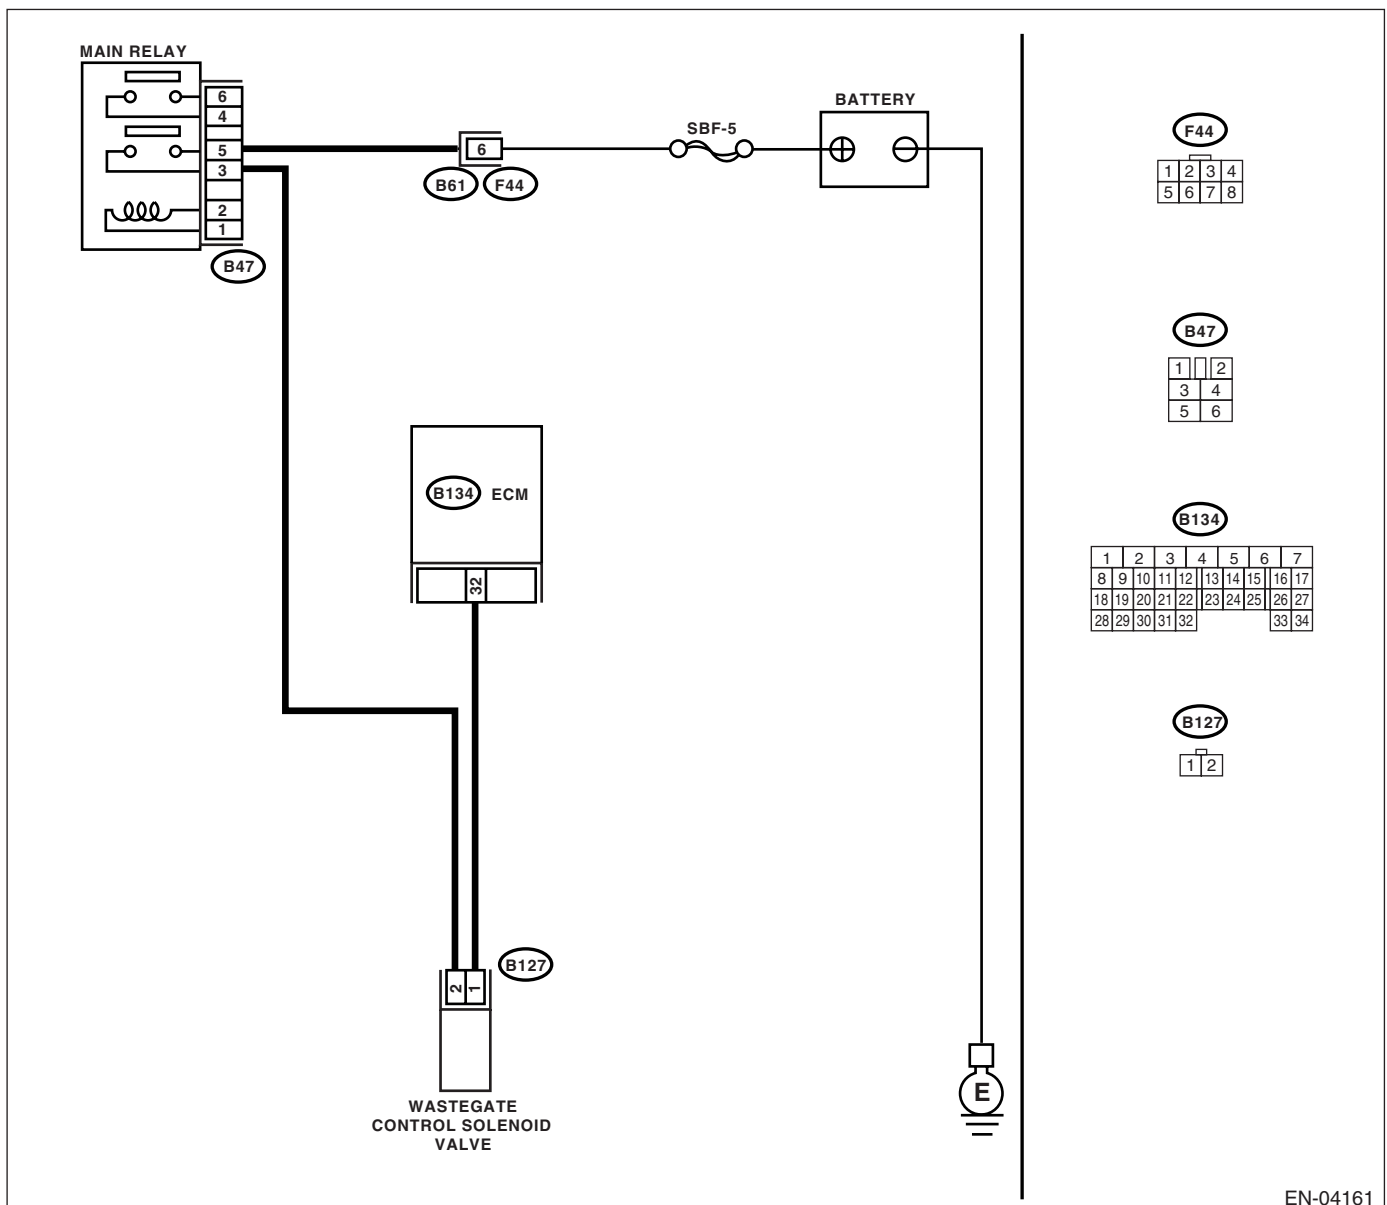 MAIN RELAY
6
4
5
3
2
1
B47
6
B61 F44
SBF-5
BATTERY
B134 ECM
32
2 1
B127
WASTEGATE
CONTROL SOLENOID
VALVE
E
F44
1 2 3 4
5 6 7 8
B47
1 2
3 4
5 6
B134
1 2 3 4 5 6 7
8 9 10 11 12 13 14 15 16 17
18 19 20 21 22 23 24 25 26 27
28 29 30 31 32 33 34
B127
1 2
EN-04161